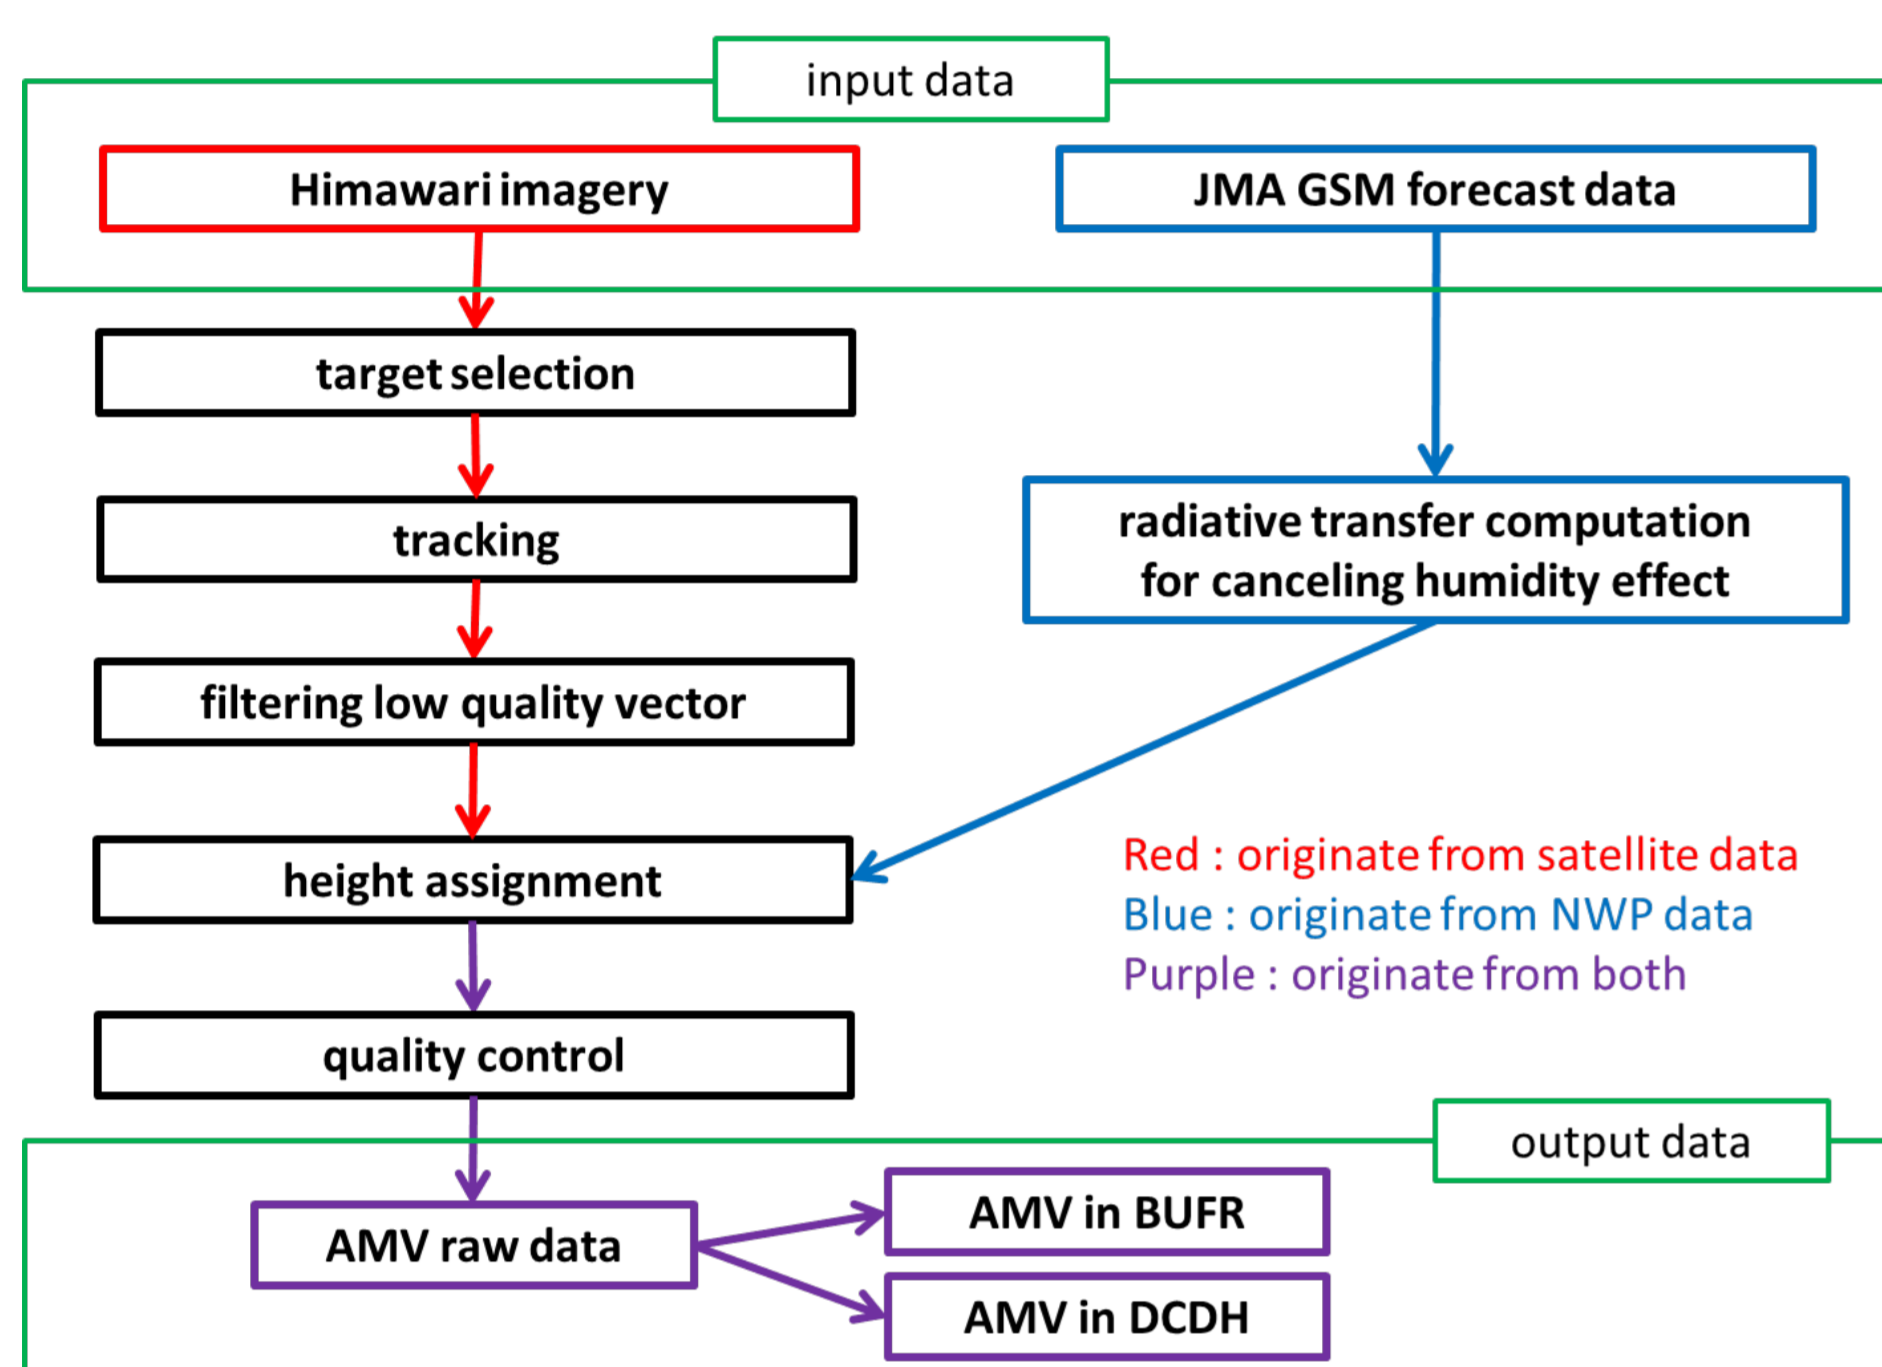 input data
Himawari imagery
JMA GSM forecast data
target selection
tracking
radiative transfer computation
for canceling humidity effect
filtering low quality vector
height assignment
Red : originate from satellite data
Blue : originate from NWP data
Purple : originate from both
quality control
output data
AMV raw data
AMV in BUFR
AMV in DCDH